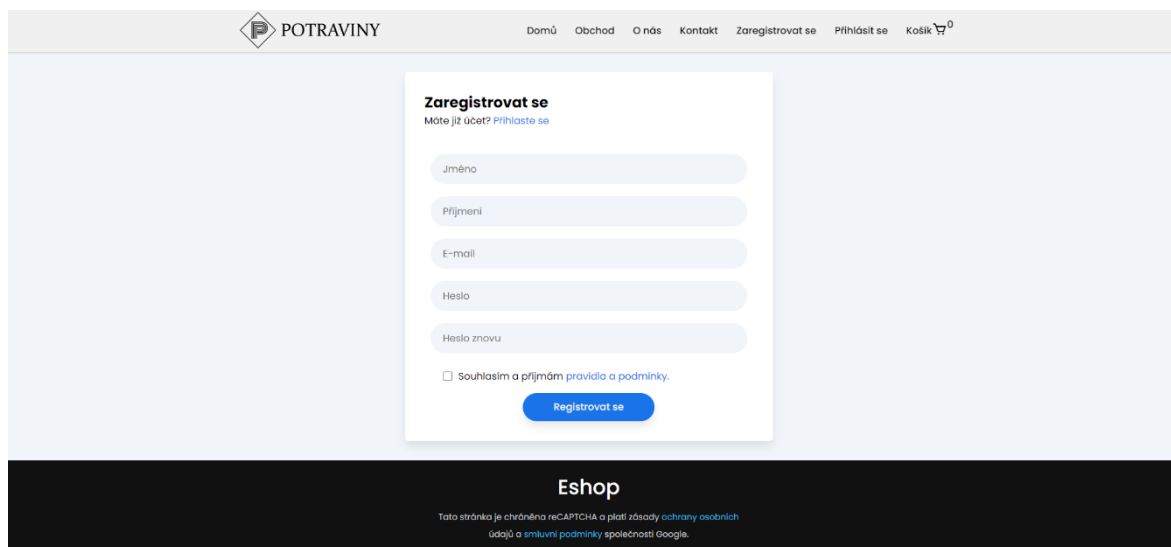 POTRAVINY
Domů Obchod O nás Kontakt Zaregistrovat se Přihlásit se Košík 0
Zaregistrovat se
Máte již účet? Přihlaste se
Jméno
Příjmení
E-mail
Heslo
Heslo znovu
Souhlasím a příjmám pravidla a podmínky.
Registrovat se
Eshop
Tato stránka je chráněna reCAPTCHA a platí zásady ochrany osobních
údajů a smluvní podmínky společnosti Google.